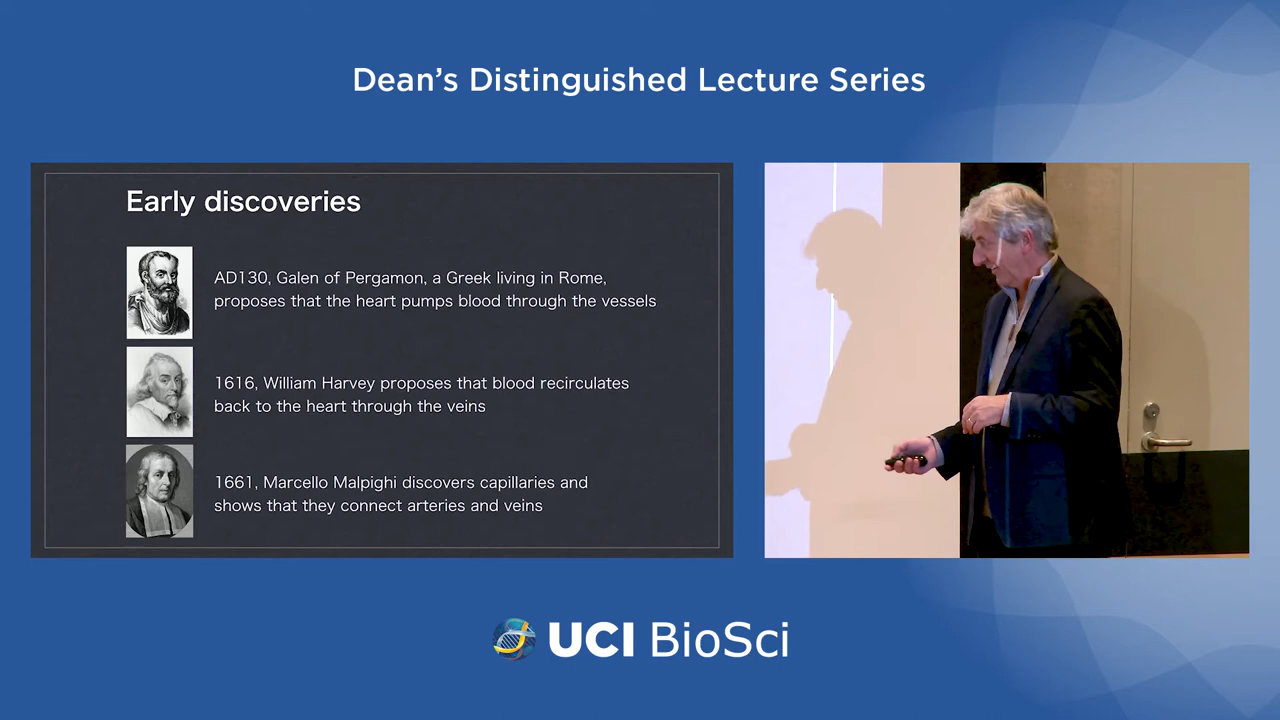 Dean’s Distinguished Lecture Series
Early discoveries
AD130, Galen of Pergamon, a Greek living in Rome,
proposes that the heart pumps blood through the vessels
1616, William Harvey proposes that blood recirculates
back to the heart through the veins
1661, Marcello Malpighi discovers capillaries and
shows that they connect arteries and veins
UCI BioSci